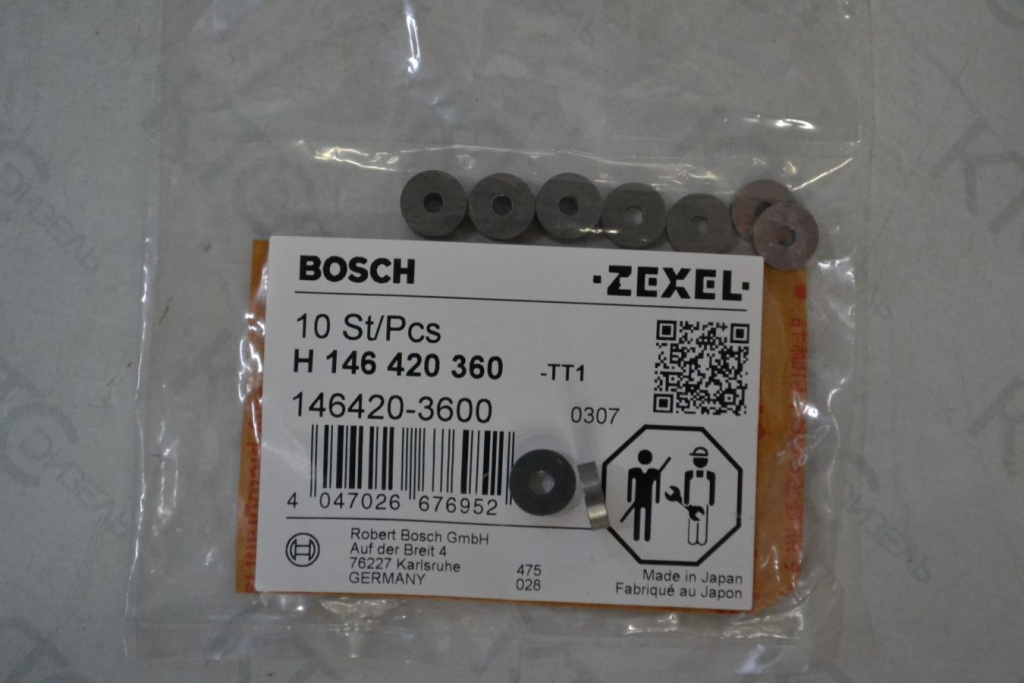 BOSCH
·ZEXEL·
10 St/Pcs
H 146 420 360 -TT1
146420-3600 0307
4 047026 676952
Robert Bosch GmbH
Auf der Breit 4
76227 Karlsruhe
GERMANY
475
028
Made in Japan
Fabriqué au Japon